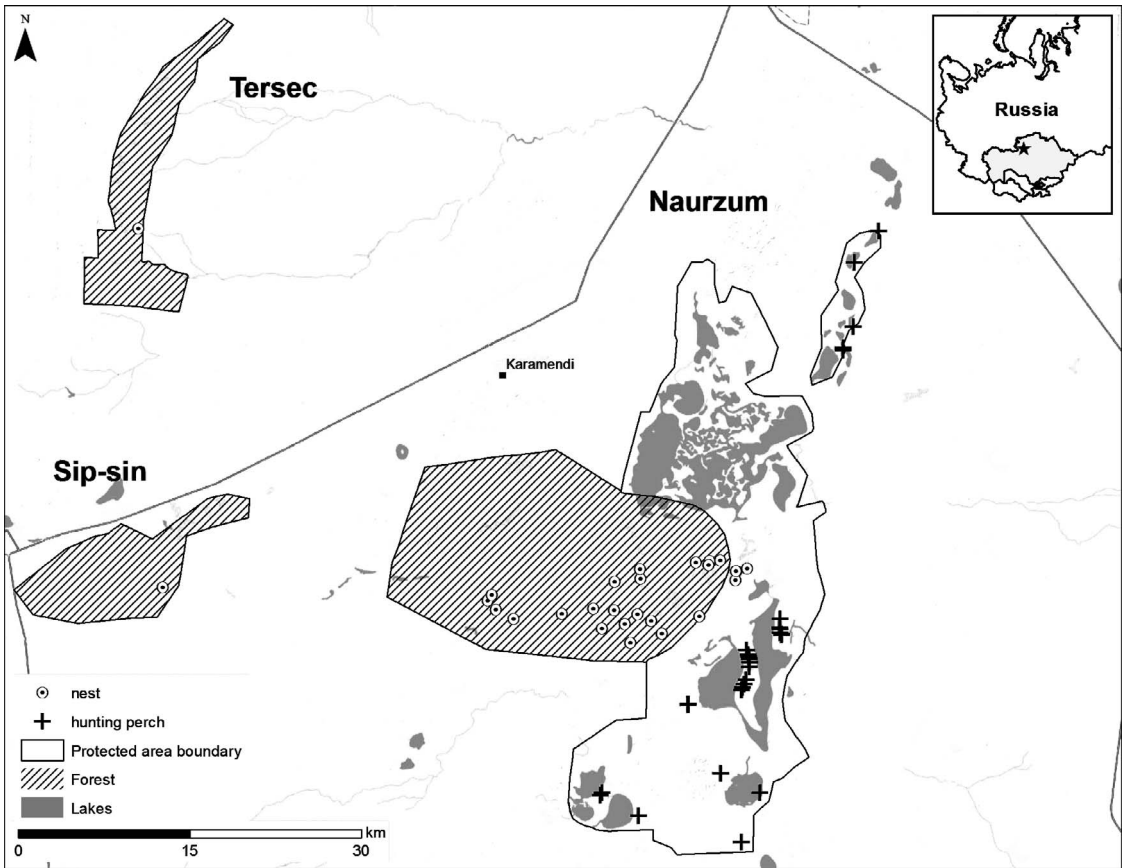 N
Tersec
Russia
Naurzum
Karamendi
Sip-sin
nest
hunting perch
Protected area boundary
Forest
Lakes
km
0 15 30